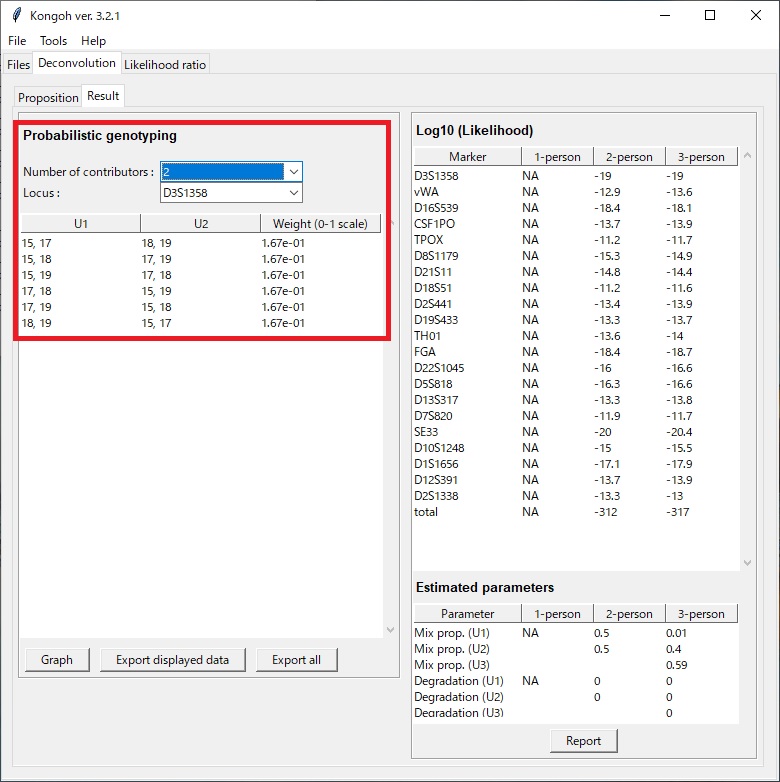 Kongoh ver. 3.2.1
File Tools Help
Files Deconvolution Likelihood ratio
Proposition Result
Probabilistic genotyping
Number of contributors : 2
Locus : D3S1358
U1 U2 Weight (0-1 scale)
15, 17 18, 19 1.67e-01
15, 18 17, 19 1.67e-01
15, 19 17, 18 1.67e-01
17, 18 15, 19 1.67e-01
17, 19 15, 18 1.67e-01
18, 19 15, 17 1.67e-01
Graph Export displayed data Export all
Log10 (Likelihood)
Marker 1-person 2-person 3-person
D3S1358 NA -19 -19
vWA NA -12.9 -13.6
D16S539 NA -18.4 -18.1
CSF1PO NA -13.7 -13.9
TPOX NA -11.2 -11.7
D8S1179 NA -15.3 -14.9
D21S11 NA -14.8 -14.4
D18S51 NA -11.2 -11.6
D2S441 NA -13.4 -13.9
D19S433 NA -13.3 -13.7
TH01 NA -13.6 -14
FGA NA -18.4 -18.7
D22S1045 NA -16 -16.6
D5S818 NA -16.3 -16.6
D13S317 NA -13.3 -13.8
D7S820 NA -11.9 -11.7
SE33 NA -20 -20.4
D10S1248 NA -15 -15.5
D1S1656 NA -17.1 -17.9
D12S391 NA -13.7 -13.9
D2S1338 NA -13.3 -13
total NA -312 -317
Estimated parameters
Parameter 1-person 2-person 3-person
Mix prop. (U1) NA 0.5 0.01
Mix prop. (U2) 0.5 0.4
Mix prop. (U3) 0.59
Degradation (U1) NA 0 0
Degradation (U2) 0 0
Degradation (U3) 0
Report